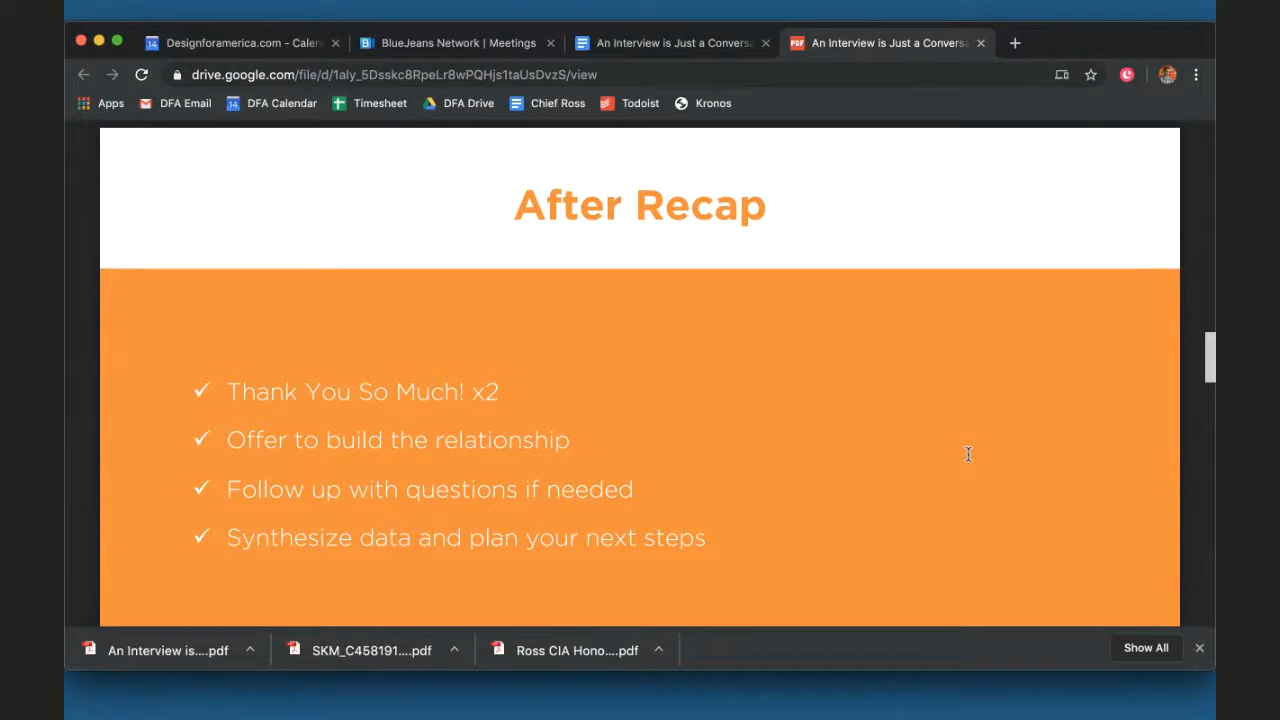 Designforamerica.com - Calen
BlueJeans Network | Meetings
An Interview is Just a Convers
An Interview is Just a Convers
drive.google.com/file/d/1aly_5Dsskc8RpeLr8wPQHjs1taUsDvzS/view
Apps
DFA Email
DFA Calendar
Timesheet
DFA Drive
Chief Ross
Todoist
Kronos
After Recap
✓ Thank You So Much! x2
✓ Offer to build the relationship
✓ Follow up with questions if needed
✓ Synthesize data and plan your next steps
An Interview is....pdf
SKM_C458191....pdf
Ross CIA Hono....pdf
Show All